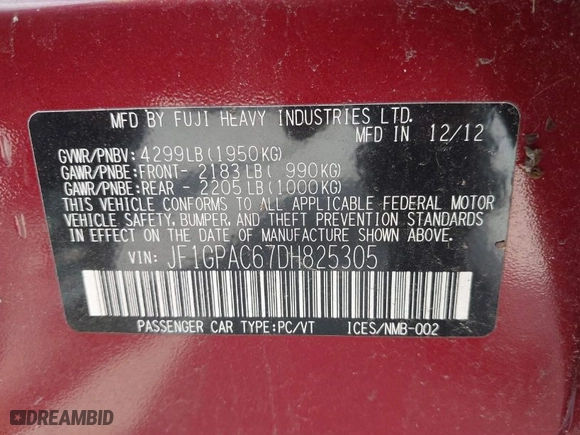 MFD BY FUJI HEAVY INDUSTRIES LTD.
MFD IN 12/12
GVWR/PNBV: 4299LB(1950KG)
GAWR/PNBE: FRONT- 2183LB( 990KG)
GAWR/PNBE: REAR - 2205LB(1000KG)
THIS VEHICLE CONFORMS TO ALL APPLICABLE FEDERAL MOTOR
VEHICLE SAFETY, BUMPER, AND THEFT PREVENTION STANDARDS
IN EFFECT ON THE DATE OF MANUFACTURE SHOWN ABOVE.
VIN: JF1GPAC67DH825305
PASSENGER CAR TYPE:PC/VT ICES/NMB-002
DREAMBID